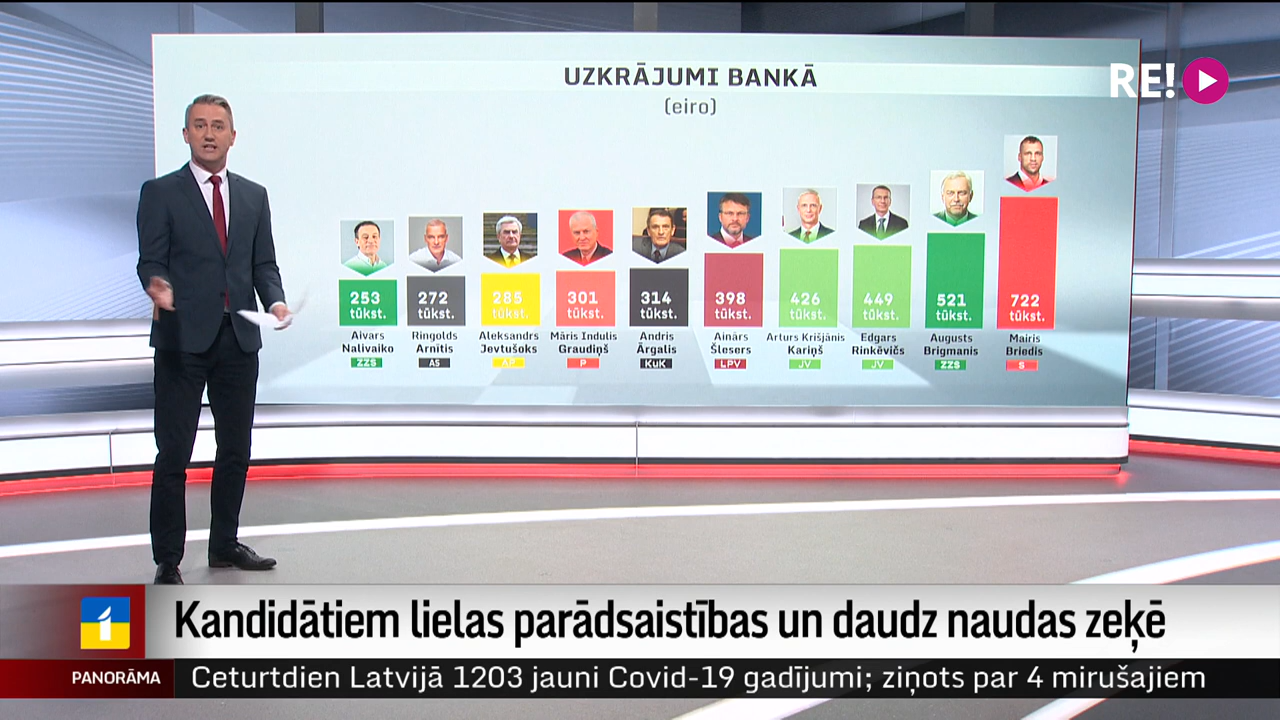 RE!
UZKRĀJUMI BANKĀ
(eiro)
253 tūkst.
Aivars Nalivaiko
ZZS
272 tūkst.
Ringolds Arnītis
AS
285 tūkst.
Aleksandrs Jevtušoks
AP
301 tūkst.
Māris Indulis Graudiņš
P
314 tūkst.
Andris Ārgalis
KuK
398 tūkst.
Ainārs Šlesers
LPV
426 tūkst.
Arturs Krišjānis Kariņš
JV
449 tūkst.
Edgars Rinkēvičs
JV
521 tūkst.
Augusts Brigmanis
ZZS
722 tūkst.
Mairis Briedis
S
1
Kandidātiem lielas parādsaistības un daudz naudas zeķē
PANORĀMA
Ceturtdien Latvijā 1203 jauni Covid-19 gadījumi; ziņots par 4 mirušajiem